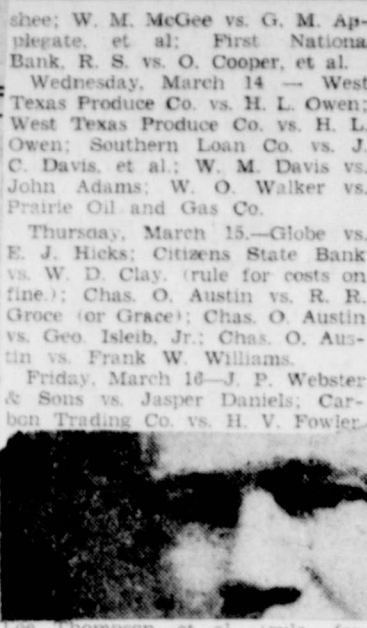 shee; W. M. McGee vs. G. M. Ap-
plegate, et al; First Nationa
Bank, R. S. vs. O. Cooper, et al.
Wednesday, March 14 — West
Texas Produce Co. vs. H. L. Owen;
West Texas Produce Co. vs. H. L.
Owen; Southern Loan Co. vs. J.
C. Davis, et al.; W. M. Davis vs.
John Adams; W. O. Walker vs.
Prairie Oil and Gas Co.
Thursday, March 15.—Globe vs.
E. J. Hicks; Citizens State Bank
vs. W. D. Clay. (rule for costs on
fine.); Chas. O. Austin vs. R. R.
Groce (or Grace); Chas. O. Austin
vs. Geo. Isleib, Jr.; Chas. O. Aus-
tin vs. Frank W. Williams.
Friday, March 16—J. P. Webster
& Sons vs. Jasper Daniels; Car-
bon Trading Co. vs. H. V. Fowler
Thompson